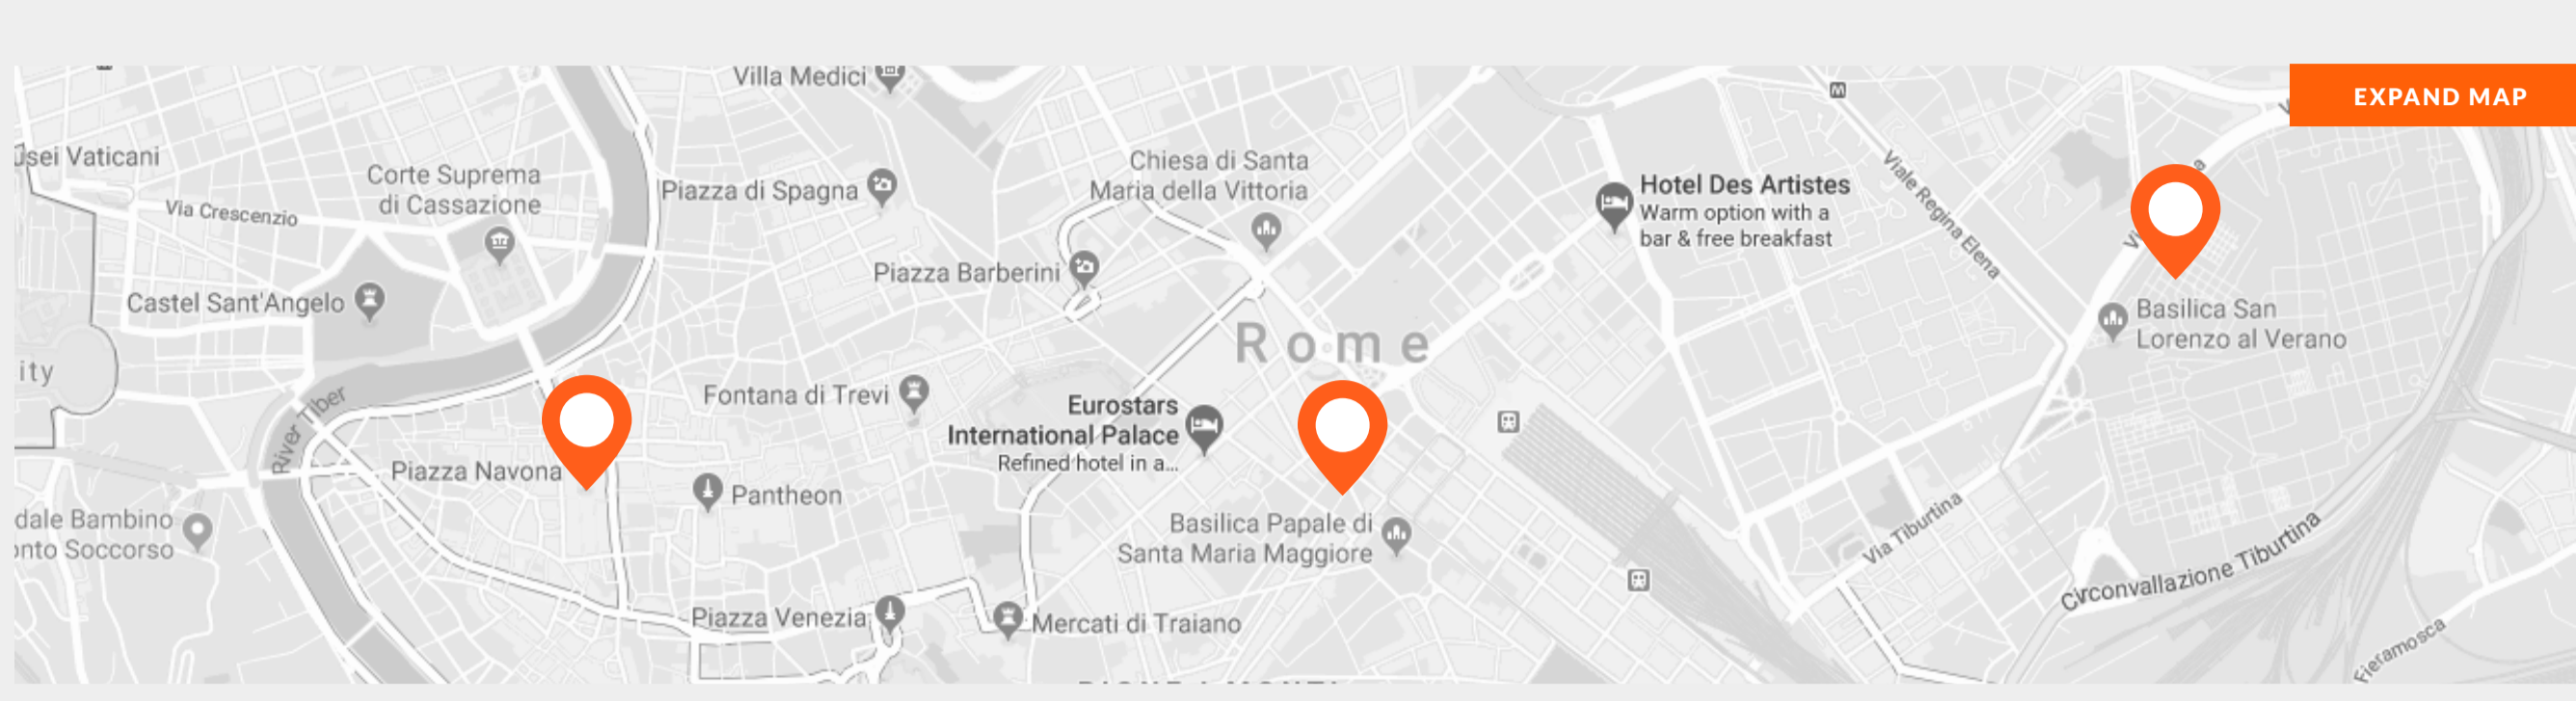 Villa Medici
EXPAND MAP
usei Vaticani
Corte Suprema
di Cassazione
Chiesa di Santa
Maria della Vittoria
Piazza di Spagna
Via Crescenzio
Hotel Des Artistes
Warm option with a
bar & free breakfast
Viale Regina Elena
Piazza Barberini
Castel Sant'Angelo
Basilica San
Lorenzo al Verano
Rome
ity
River Tiber
Fontana di Trevi
Eurostars
International Palace
Refined hotel in a...
Piazza Navona
Pantheon
dale Bambino
onto Soccorso
Basilica Papale di
Santa Maria Maggiore
Via Tiburtina
Circonvallazione Tiburtina
Piazza Venezia
Mercati di Traiano
Fieramosca